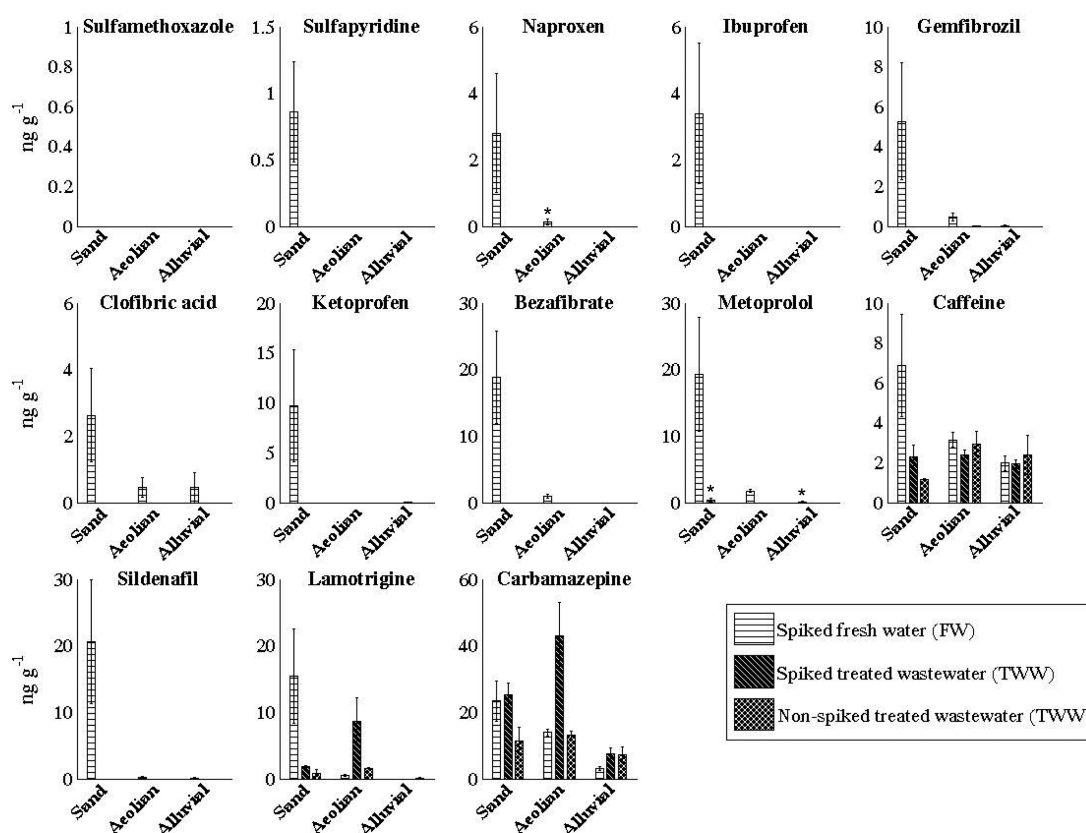 Sulfamethoxazole
Sulfapyridine
Naproxen
Ibuprofen
Gemfibrozil
ng g-1
1
0.8
0.6
0.4
0.2
0
1.5
1
0.5
0
6
4
2
0
6
4
2
0
10
8
6
4
2
0
*
Sand
Aeolian
Alluvial
Sand
Aeolian
Alluvial
Sand
Aeolian
Alluvial
Sand
Aeolian
Alluvial
Sand
Aeolian
Alluvial
Clofibric acid
Ketoprofen
Bezafibrate
Metoprolol
Caffeine
ng g-1
6
4
2
0
20
15
10
5
0
30
20
10
0
30
20
10
0
10
8
6
4
2
0
*
*
Sand
Aeolian
Alluvial
Sand
Aeolian
Alluvial
Sand
Aeolian
Alluvial
Sand
Aeolian
Alluvial
Sand
Aeolian
Alluvial
Sildenafil
Lamotrigine
Carbamazepine
ng g-1
30
20
10
0
30
20
10
0
60
40
20
0
Sand
Aeolian
Alluvial
Sand
Aeolian
Alluvial
Sand
Aeolian
Alluvial
Spiked fresh water (FW)
Spiked treated wastewater (TWW)
Non-spiked treated wastewater (TWW